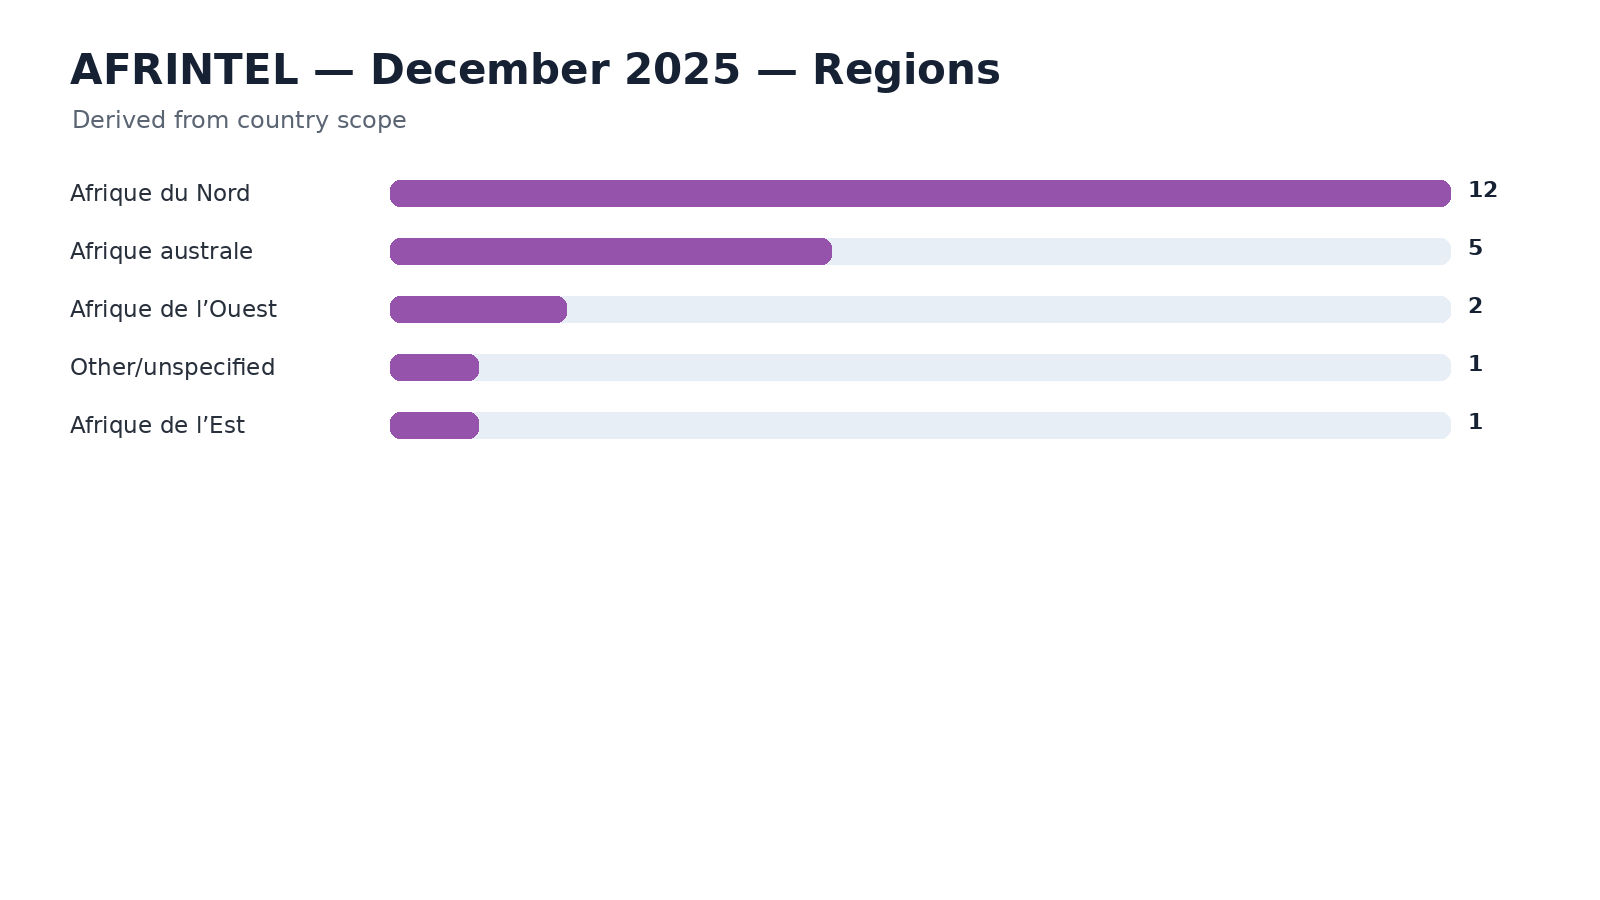 AFRINTEL — December 2025 — Regions
Derived from country scope
Afrique du Nord 12
Afrique australe 5
Afrique de l’Ouest 2
Other/unspecified 1
Afrique de l’Est 1